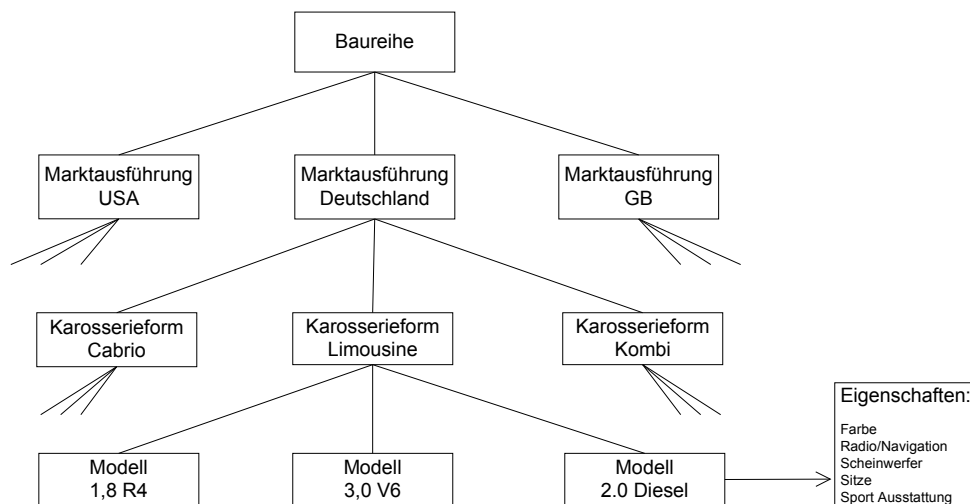 Baureihe
Marktausführung
USA
Marktausführung
Deutschland
Marktausführung
GB
Karosserieform
Cabrio
Karosserieform
Limousine
Karosserieform
Kombi
Modell
1,8 R4
Modell
3,0 V6
Modell
2.0 Diesel
Eigenschaften:
Farbe
Radio/Navigation
Scheinwerfer
Sitze
Sport Ausstattung